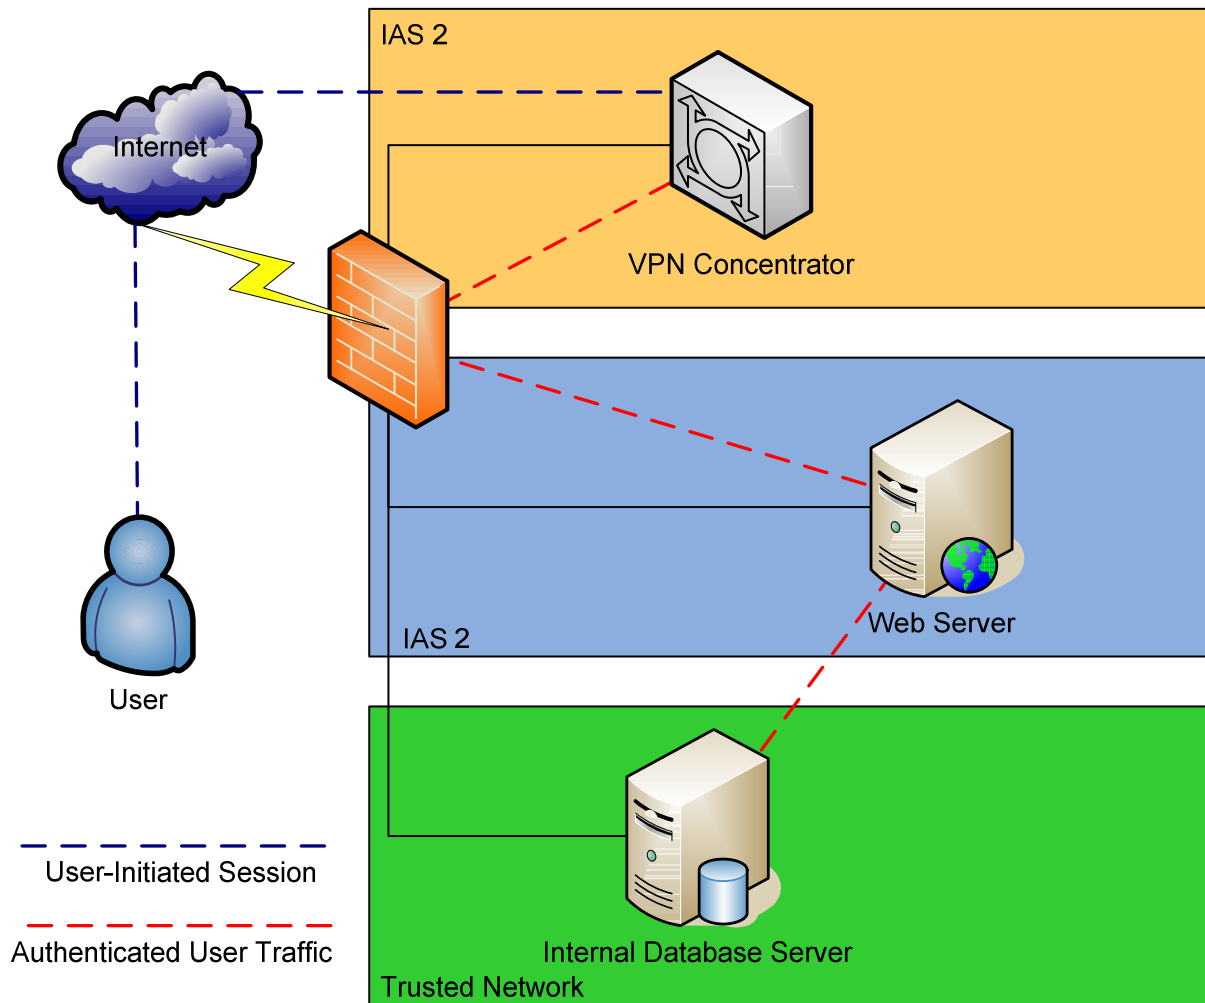 IAS 2
Internet
VPN Concentrator
Web Server
IAS 2
User
User-Initiated Session
Authenticated User Traffic
Internal Database Server
Trusted Network